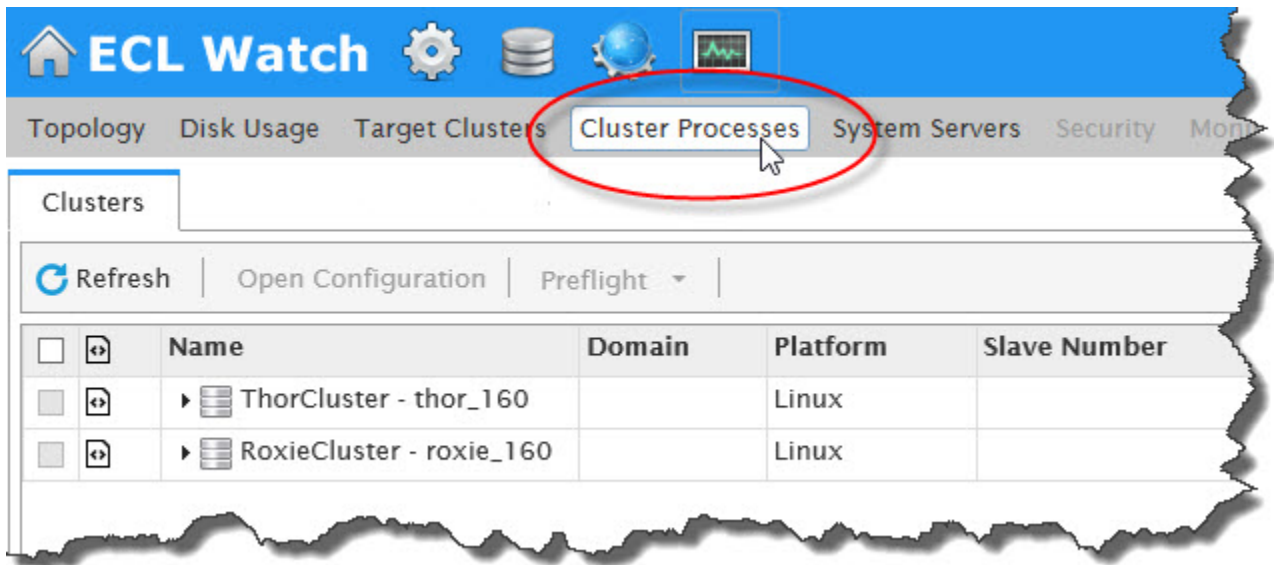 ECL Watch
Topology Disk Usage Target Clusters Cluster Processes System Servers Security
Clusters
Refresh Open Configuration Preflight
Name Domain Platform Slave Number
ThorCluster - thor_160 Linux
RoxieCluster - roxie_160 Linux